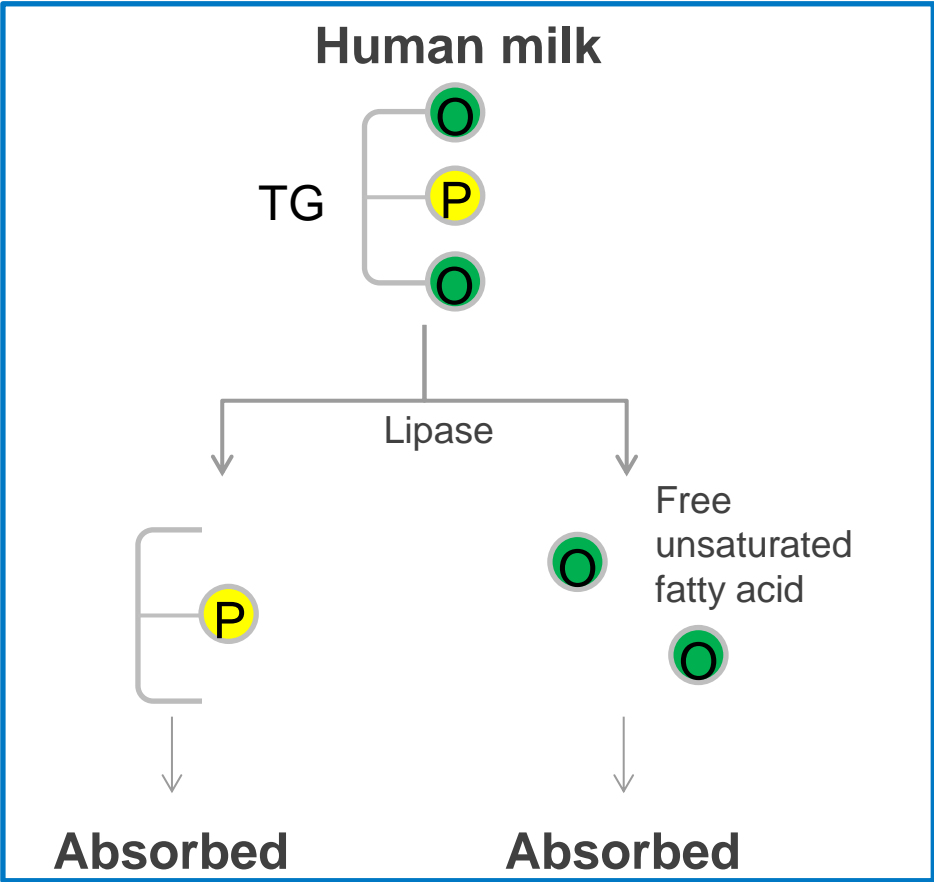 Human milk
O
TG
P
O
Lipase
Free
unsaturated
fatty acid
O
P
O
Absorbed
Absorbed